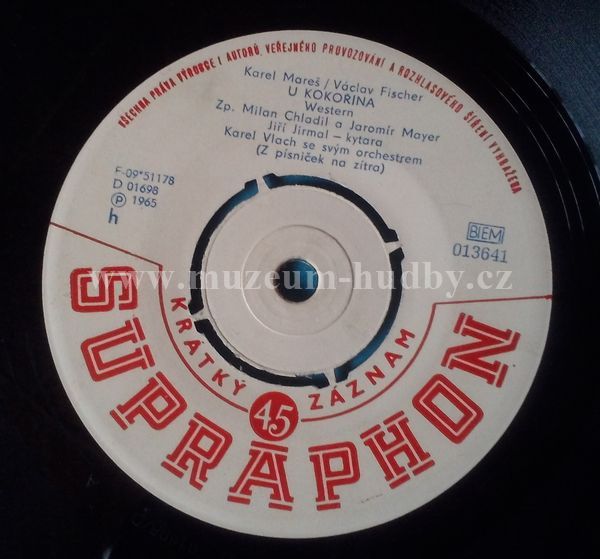 VŠECHNA PRÁVA VÝROBCE I AUTORŮ, VEŘEJNÉHO PROVOZOVÁNÍ A ROZHLASOVÉHO ŠÍŘENÍ VYHRAŽENA
Karel Mareš/Václav Fischer
U KOKOŘÍNA
Western
Zp. Milan Chladil a Jaromír Mayer
Jiří Jirmal – kytara
Karel Vlach se svým orchestrem
(Z písniček na zítra)
F-09*51178
D 01698
Ⓟ 1965
h
BIEM
013641
www.muzeum-hudby.cz
KRÁTKÝ 45 ZÁZNAM
SUPRAPHON